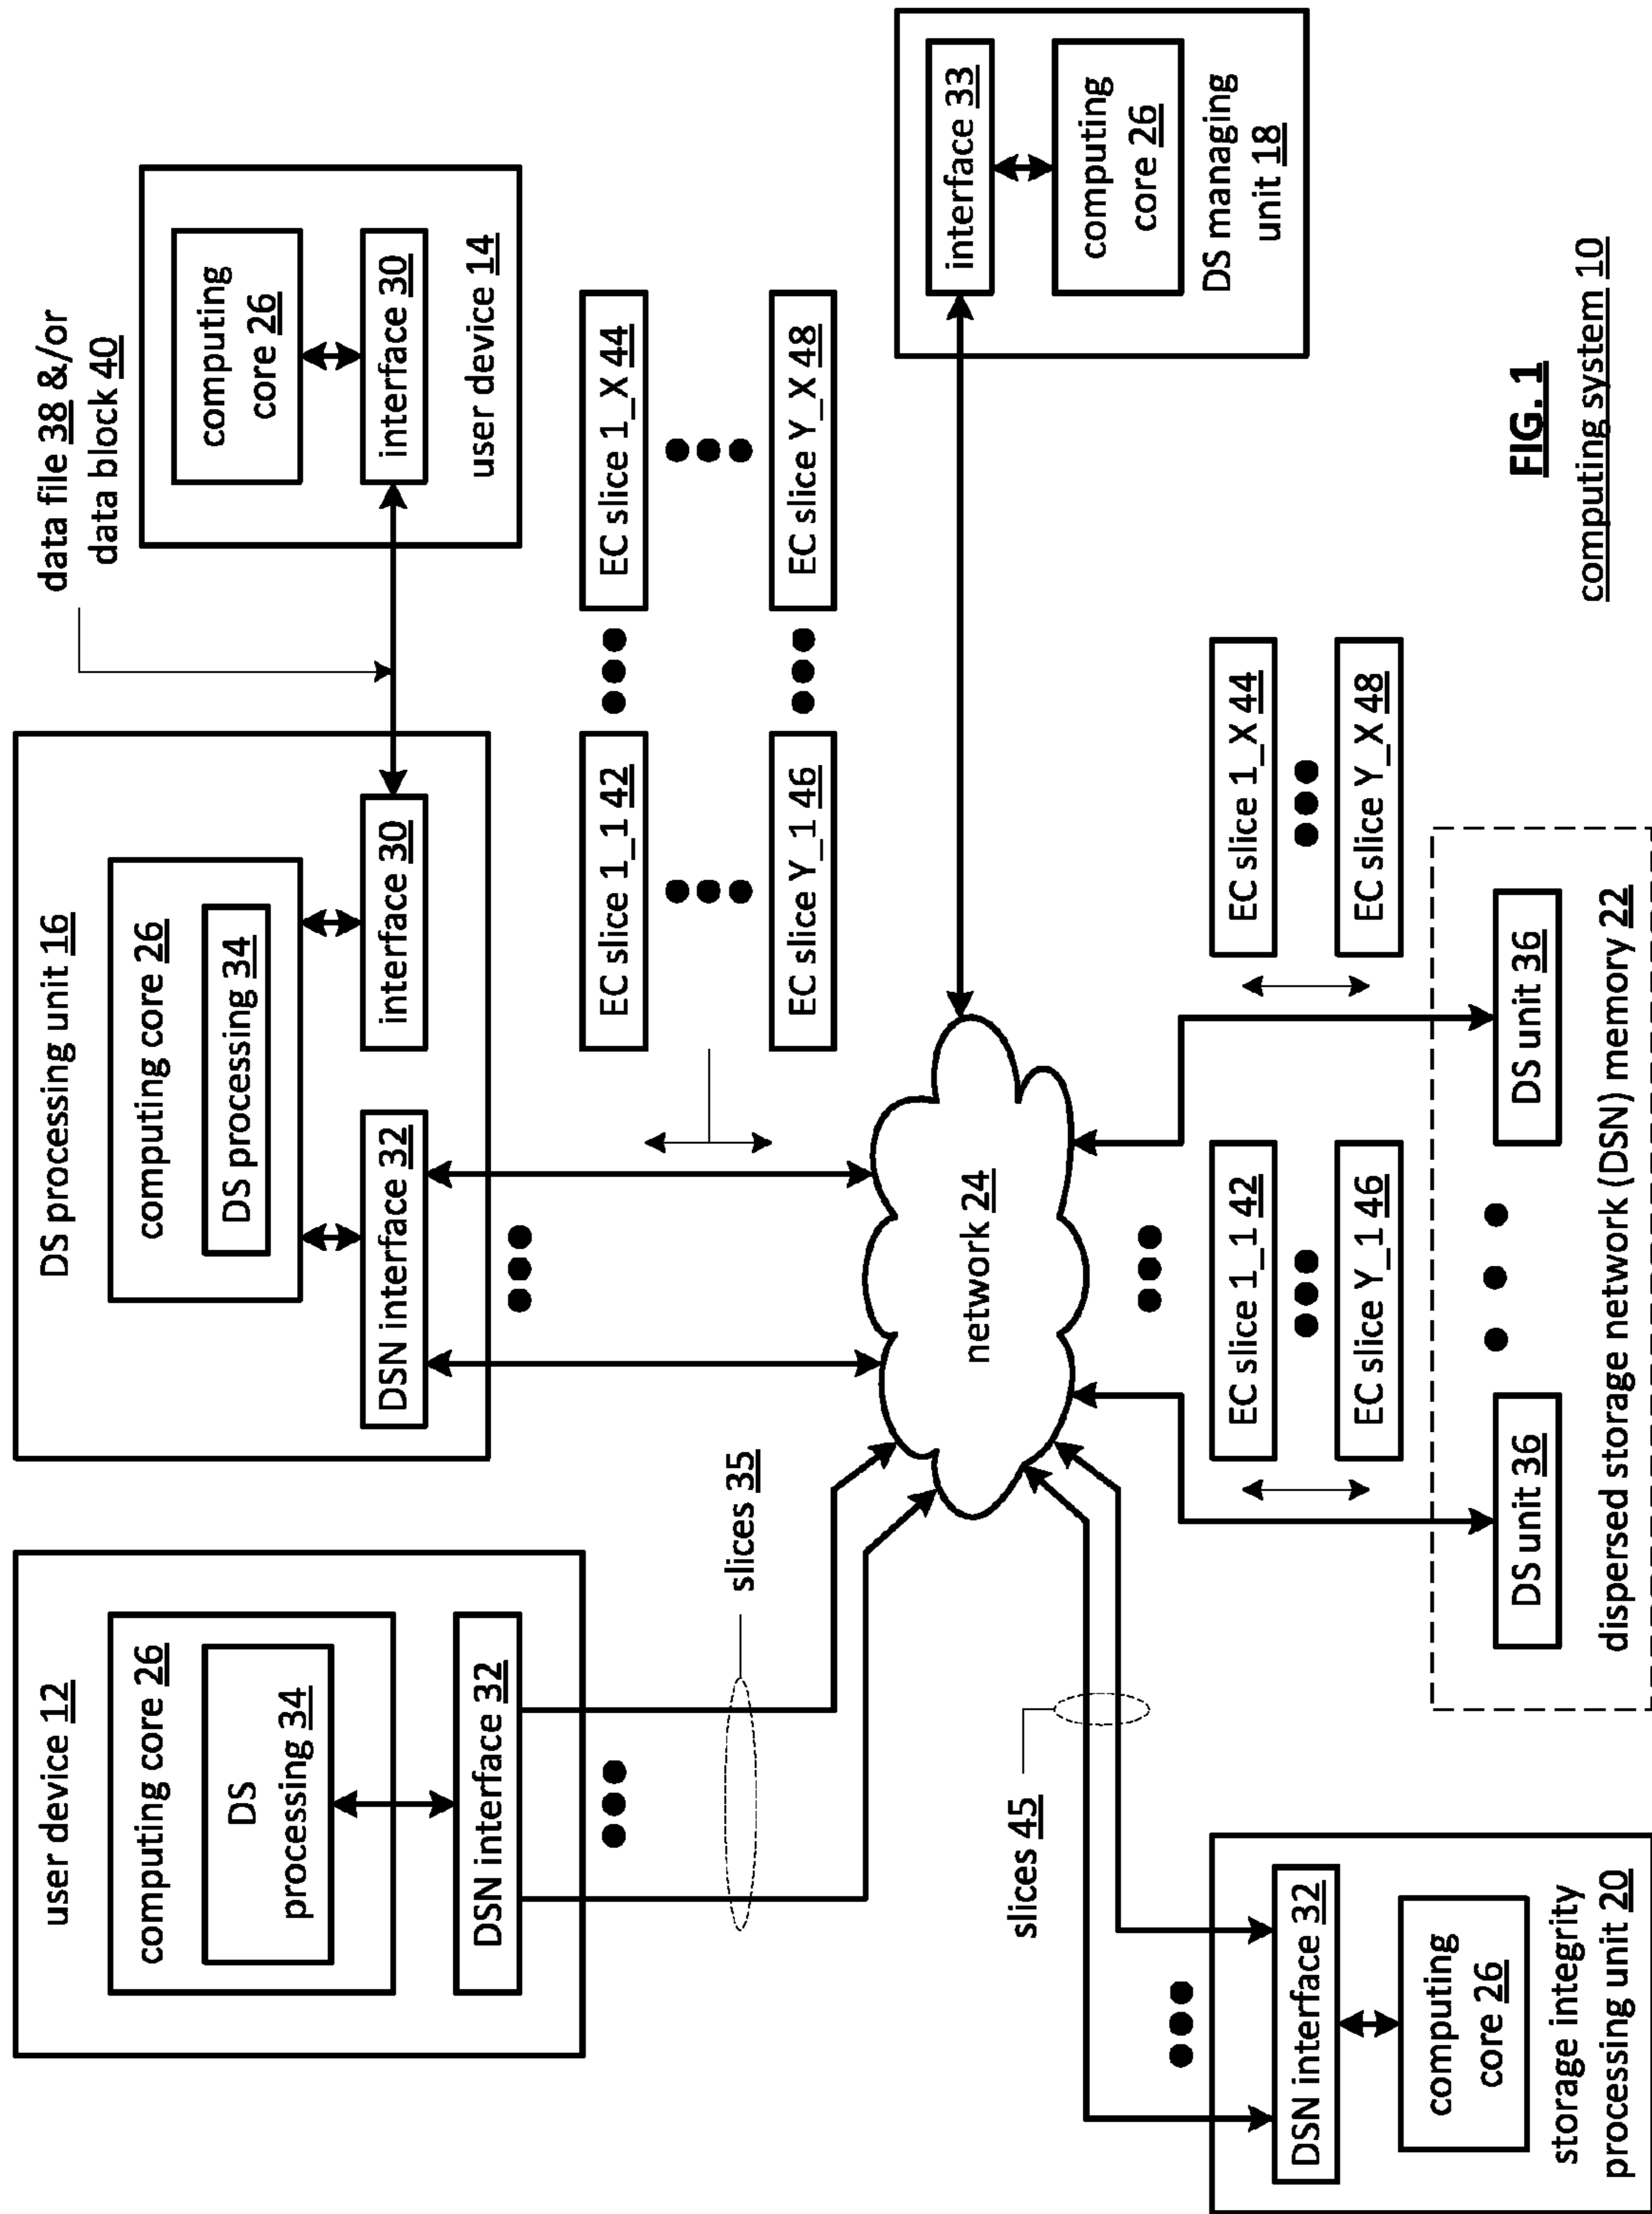 user device 12
computing core 26
DS
processing 34
DSN interface 32
slices 35
DS processing unit 16
computing core 26
DS processing 34
DSN interface 32
interface 30
data file 38 &/or
data block 40
computing
core 26
interface 30
user device 14
EC slice 1_1 42
EC slice 1_X 44
EC slice Y_1 46
EC slice Y_X 48
network 24
interface 33
computing
core 26
DS managing
unit 18
slices 45
DSN interface 32
computing
core 26
storage integrity
processing unit 20
EC slice 1_1 42
EC slice Y_1 46
EC slice 1_X 44
EC slice Y_X 48
DS unit 36
DS unit 36
dispersed storage network (DSN) memory 22
FIG. 1
computing system 10